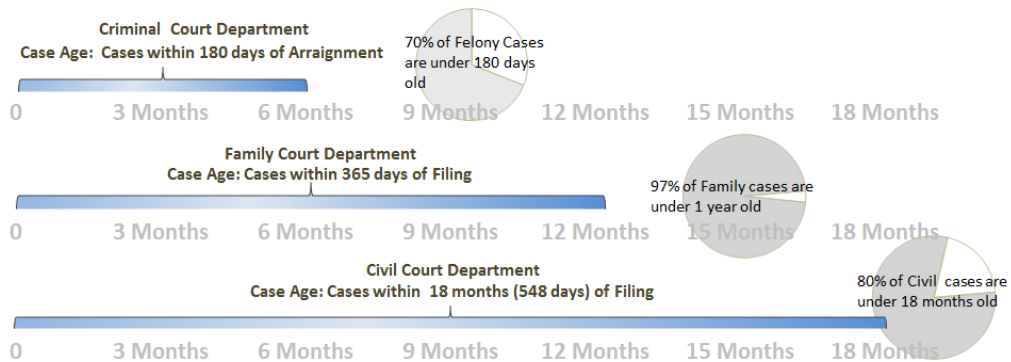 Criminal Court Department
Case Age: Cases within 180 days of Arraignment
70% of Felony Cases
are under 180 days
old
0 3 Months 6 Months 9 Months 12 Months 15 Months 18 Months
Family Court Department
Case Age: Cases within 365 days of Filing
97% of Family cases are
under 1 year old
0 3 Months 6 Months 9 Months 12 Months 15 Months 18 Months
Civil Court Department
Case Age: Cases within 18 months (548 days) of Filing
80% of Civil cases are
under 18 months old
0 3 Months 6 Months 9 Months 12 Months 15 Months 18 Months